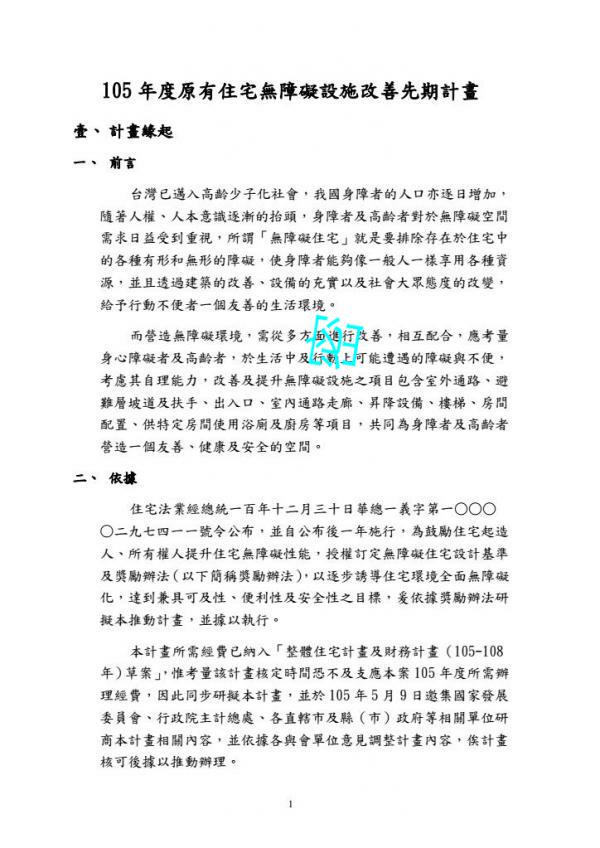 105 年度原有住宅無障礙設施改善先期計畫
壹、 計畫緣起
一、 前言
台灣已邁入高齡少子化社會，我國身障者的人口亦逐日增加，
隨著人權、人本意識逐漸的抬頭，身障者及高齡者對於無障礙空間
需求日益受到重視，所謂「無障礙住宅」就是要排除存在於住宅中
的各種有形和無形的障礙，使身障者能夠像一般人一樣享用各種資
源，並且透過建築的改善、設備的充實以及社會大眾態度的改變，
給予行動不便者一個友善的生活環境。
而營造無障礙環境，需從多方面進行改善，相互配合，應考量
身心障礙者及高齡者，於生活中及行動上可能遭遇的障礙與不便，
考慮其自理能力，改善及提升無障礙設施之項目包含室外通路、避
難層坡道及扶手、出入口、室內通路走廊、昇降設備、樓梯、房間
配置、供特定房間使用浴廁及廚房等項目，共同為身障者及高齡者
營造一個友善、健康及安全的空間。
二、 依據
住宅法業經總統一百年十二月三十日華總一義字第一〇〇〇
〇二九七四一一號令公布，並自公布後一年施行，為鼓勵住宅起造
人、所有權人提升住宅無障礙性能，授權訂定無障礙住宅設計基準
及獎勵辦法（以下簡稱獎勵辦法），以逐步誘導住宅環境全面無障礙
化，達到兼具可及性、便利性及安全性之目標，爰依據獎勵辦法研
擬本推動計畫，並據以執行。
本計畫所需經費已納入「整體住宅計畫及財務計畫（105-108
年）草案」，惟考量該計畫核定時間恐不及支應本案 105 年度所需辦
理經費，因此同步研擬本計畫，並於 105 年 5 月 9 日邀集國家發展
委員會、行政院主計總處、各直轄市及縣（市）政府等相關單位研
商本計畫相關內容，並依據各與會單位意見調整計畫內容，俟計畫
核可後據以推動辦理。
1